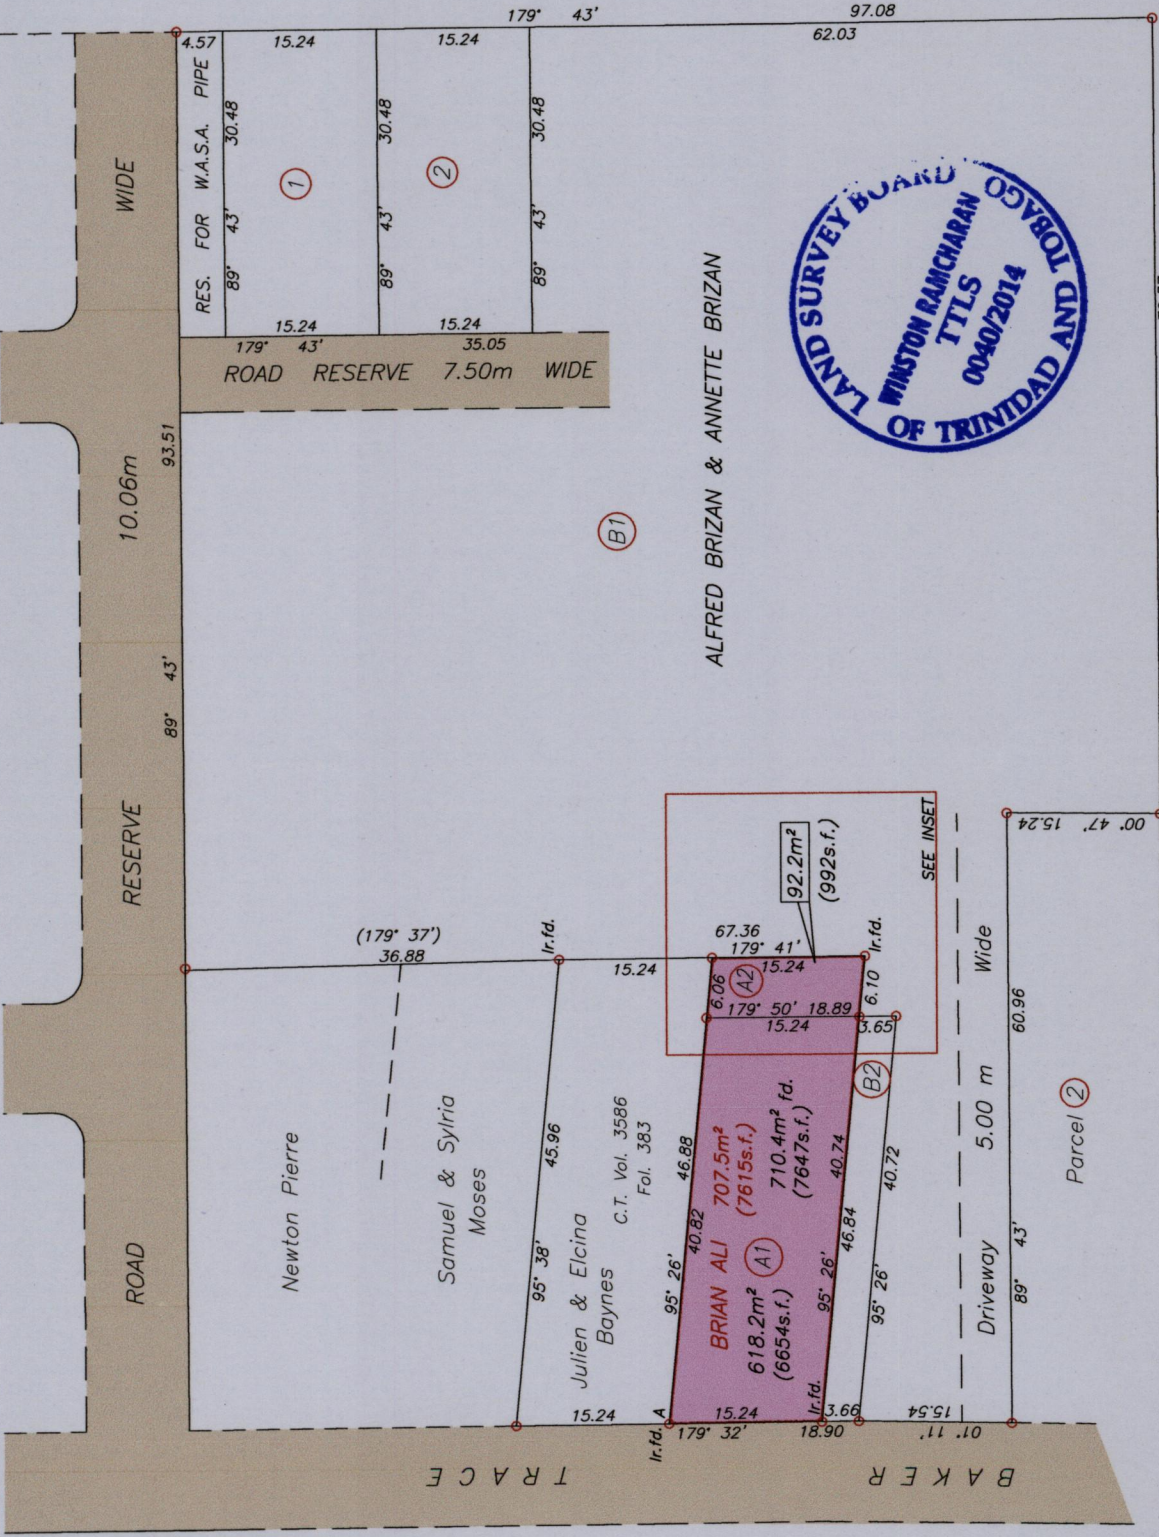 179° 43'
97.08
4.57
15.24
15.24
62.03
WIDE
RES. FOR W.A.S.A. PIPE
89° 43' 30.48
1
89° 43' 30.48
2
89° 43' 30.48
15.24
15.24
179° 43'
35.05
ROAD RESERVE 7.50m WIDE
LAND SURVEY BOARD
OF TRINIDAD AND TOBAGO
WINSTON RAMCHARAN
TTLS
0040/2014
10.06m
93.51
89° 43'
B1
ALFRED BRIZAN & ANNETTE BRIZAN
RESERVE
(179° 37')
36.88
Ir.fd.
15.24
67.36
179° 41'
15.24
92.2m²
(992s.f.)
SEE INSET
Ir.fd.
6.06
A2
179° 50' 18.89
15.24
6.10
3.65
B2
00° 47' 15.24
Driveway 5.00 m Wide
60.96
89° 43'
Parcel 2
ROAD
Newton Pierre
Samuel & Sylria
Moses
95° 38'
45.96
Julien & Elcina
Baynes
C.T. Vol. 3586
Fol. 383
95° 26'
46.88
40.82
BRIAN ALI 707.5m²
(7615s.f.)
A1
710.4m² fd.
(7647s.f.)
618.2m²
(6654s.f.)
95° 26'
40.74
46.84
95° 26'
40.72
Ir.fd.
15.24
Ir.fd. A
15.24
179° 32'
3.66
18.90
15.54
01° 11'
BAKER TRACE